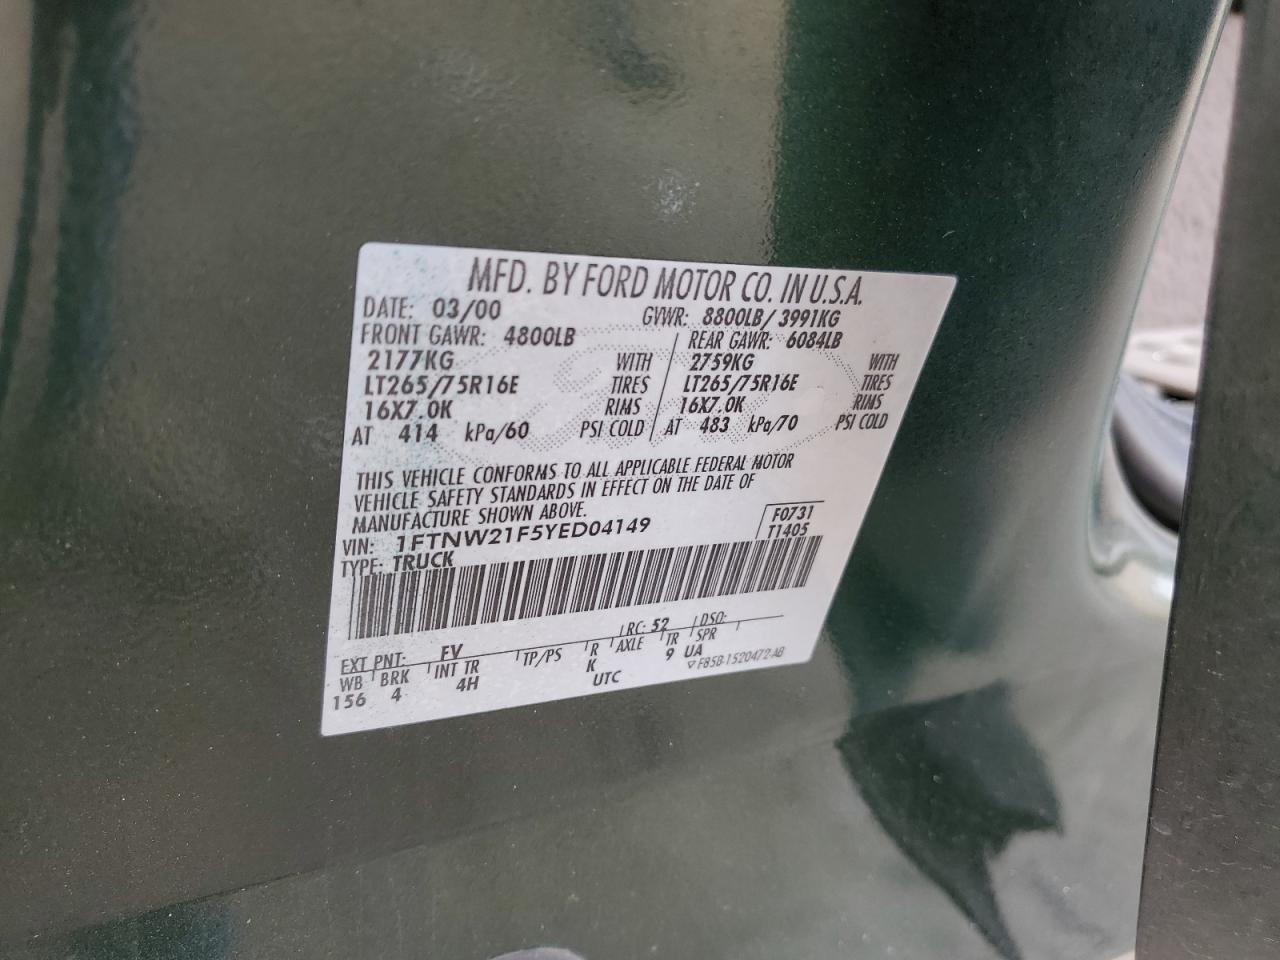 MFD. BY FORD MOTOR CO. IN U.S.A.
DATE: 03/00 GVWR: 8800LB/ 3991KG
FRONT GAWR: 4800LB REAR GAWR: 6084LB
2177KG WITH 2759KG WITH
LT265/75R16E TIRES LT265/75R16E TIRES
16X7.0K RIMS 16X7.0K RIMS
AT 414 kPa/60 PSI COLD AT 483 kPa/70 PSI COLD
THIS VEHICLE CONFORMS TO ALL APPLICABLE FEDERAL MOTOR
VEHICLE SAFETY STANDARDS IN EFFECT ON THE DATE OF
MANUFACTURE SHOWN ABOVE.
VIN: 1FTNW21F5YED04149 F0731
TYPE: TRUCK T1405
EXT PNT: FV RC: 52 DSO:
WB BRK INT TR TP/PS R AXLE TR SPR
156 4 4H K 9 UA
UTC ▽ F85B-1520472-AB